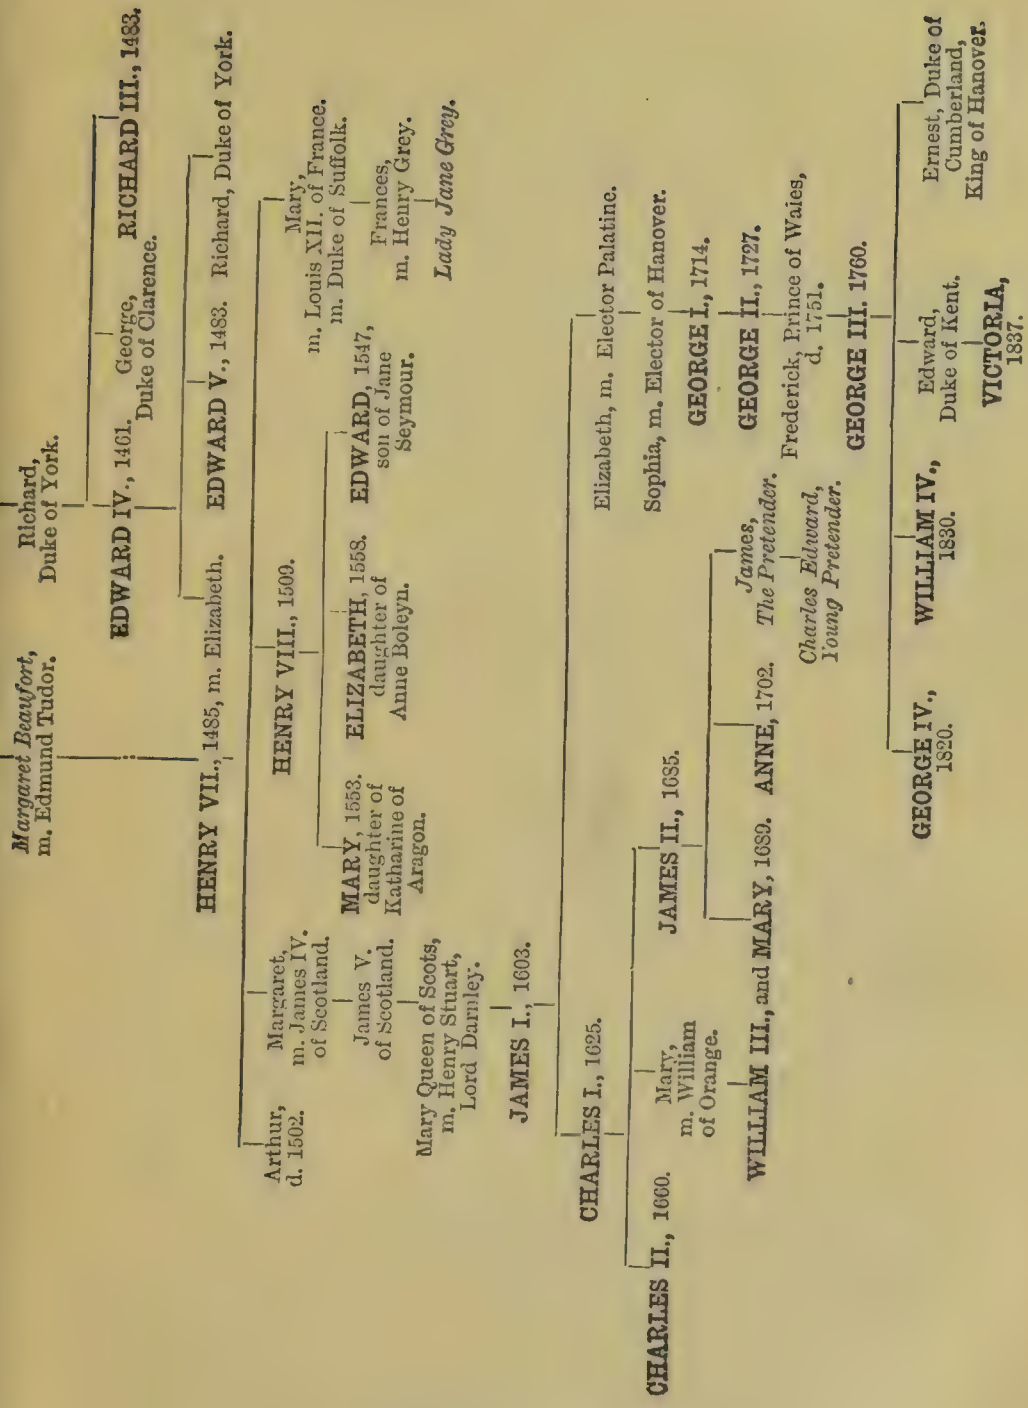 Margaret Beaufort,
m. Edmund Tudor.
Richard,
Duke of York.
EDWARD IV., 1461.
George,
Duke of Clarence.
RICHARD III., 1483.
HENRY VII., 1485, m. Elizabeth.
EDWARD V., 1483.
Richard, Duke of York.
Arthur,
d. 1502.
Margaret,
m. James IV.
of Scotland.
HENRY VIII., 1509.
Mary,
m. Louis XII. of France.
m. Duke of Suffolk.
James V.
of Scotland.
MARY, 1553.
daughter of
Katharine of
Aragon.
ELIZABETH, 1558.
daughter of
Anne Boleyn.
EDWARD, 1547,
son of Jane
Seymour.
Frances,
m. Henry Grey.
Mary Queen of Scots,
m. Henry Stuart,
Lord Darnley.
Lady Jane Grey.
JAMES I., 1603.
CHARLES I., 1625.
Elizabeth, m. Elector Palatine.
CHARLES II., 1660.
Mary,
m. William
of Orange.
JAMES II., 1685.
Sophia, m. Elector of Hanover.
GEORGE I., 1714.
WILLIAM III., and MARY, 1689.
ANNE, 1702.
James,
The Pretender.
GEORGE II., 1727.
Charles Edward,
Young Pretender.
Frederick, Prince of Wales,
d. 1751.
GEORGE III. 1760.
GEORGE IV.,
1820.
WILLIAM IV.,
1830.
Edward,
Duke of Kent.
Ernest, Duke of
Cumberland,
King of Hanover.
VICTORIA,
1837.